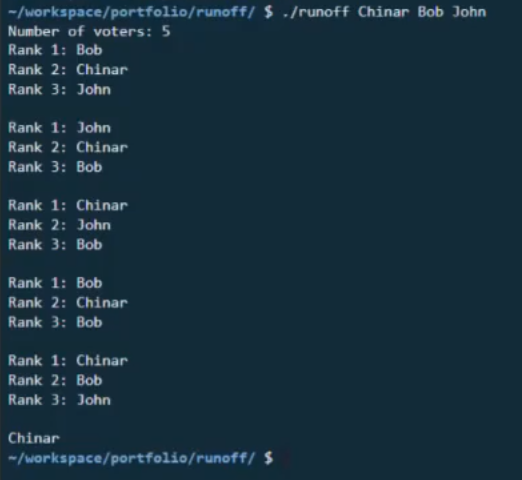 ~/workspace/portfolio/runoff/ $ ./runoff Chinar Bob John
Number of voters: 5
Rank 1: Bob
Rank 2: Chinar
Rank 3: John
Rank 1: John
Rank 2: Chinar
Rank 3: Bob
Rank 1: Chinar
Rank 2: John
Rank 3: Bob
Rank 1: Bob
Rank 2: Chinar
Rank 3: Bob
Rank 1: Chinar
Rank 2: Bob
Rank 3: John
Chinar
~/workspace/portfolio/runoff/ $